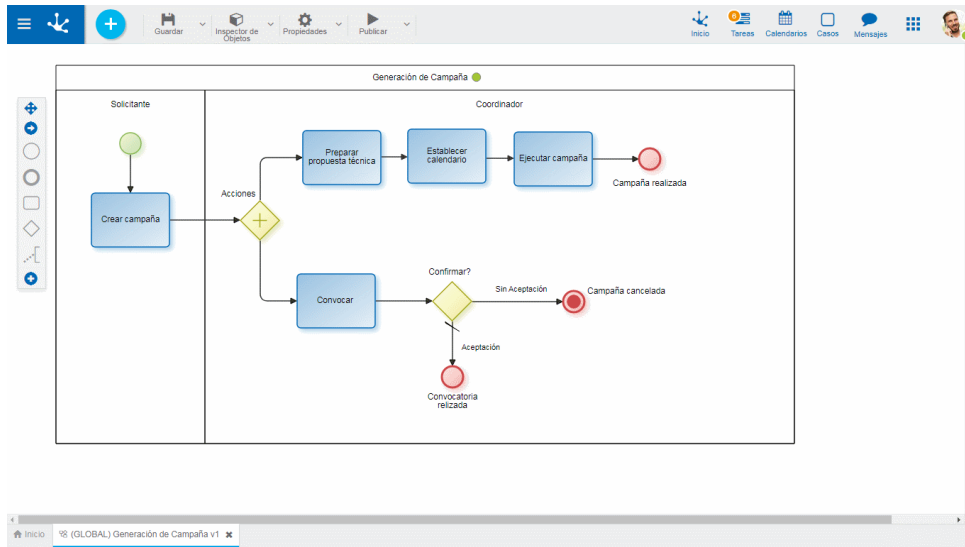 Guardar
Inspector de
Objetos
Propiedades
Publicar
Inicio
6
Tareas
Calendarios
Casos
Mensajes
Generación de Campaña
Solicitante
Coordinador
Preparar
propuesta técnica
Establecer
calendario
Ejecutar campaña
Campaña realizada
Acciones
Crear campaña
Confirmar?
Convocar
Sin Aceptación
Campaña cancelada
Aceptación
Convocatoria
relizada
Inicio
(GLOBAL) Generación de Campaña v1